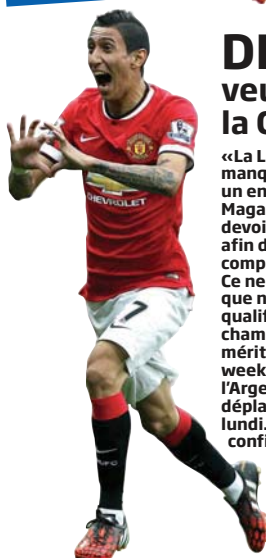 CHEVROLET
7
DI
veu
la C
«La L
manq
un en
Maga
devoi
afin d
comp
Ce ne
que n
qualif
cham
mérit
week
l'Arge
dépla
lundi.
confi